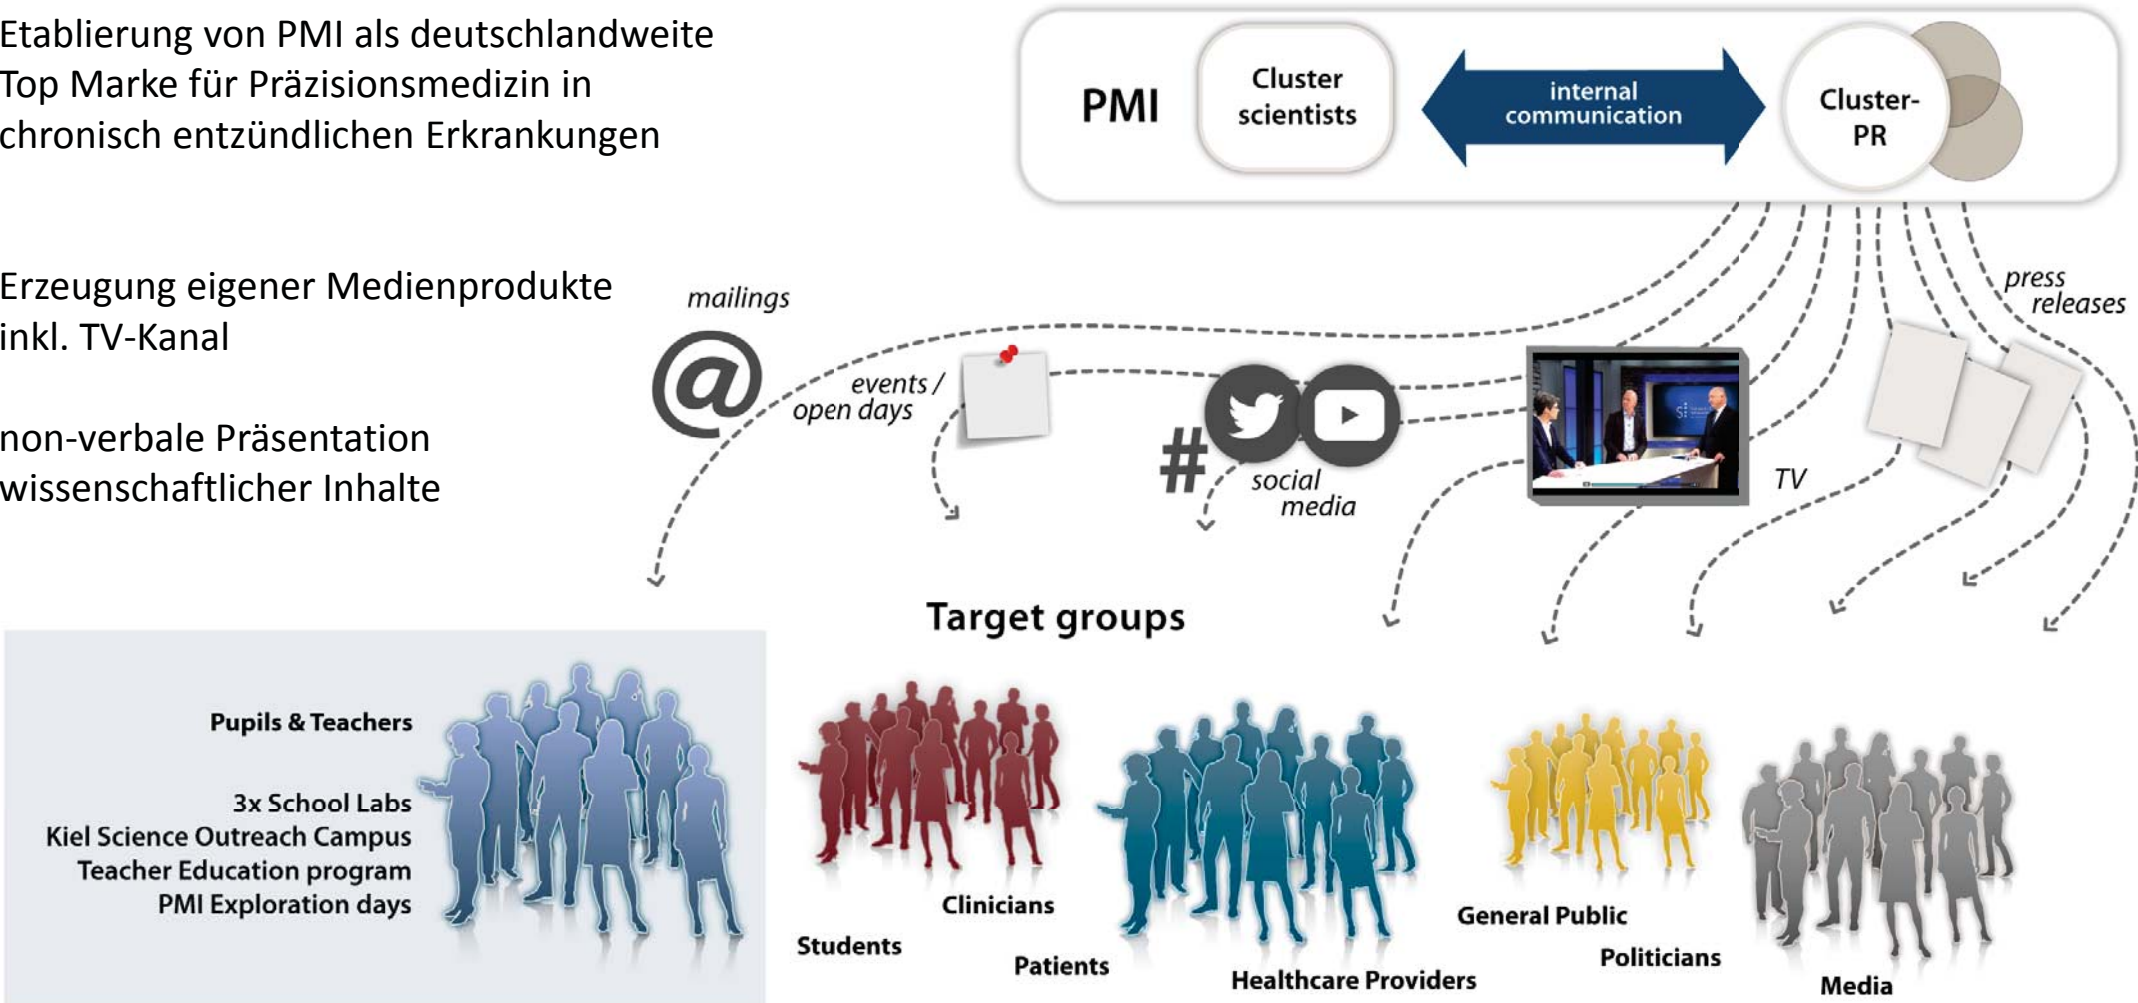 Etablierung von PMI als deutschlandweite
Top Marke für Präzisionsmedizin in
chronisch entzündlichen Erkrankungen
Erzeugung eigener Medienprodukte
inkl. TV-Kanal
non-verbale Präsentation
wissenschaftlicher Inhalte
PMI
Cluster
scientists
internal
communication
Cluster-
PR
mailings
@
events /
open days
#
social
media
TV
press
releases
Target groups
Pupils & Teachers
3x School Labs
Kiel Science Outreach Campus
Teacher Education program
PMI Exploration days
Students
Clinicians
Patients
Healthcare Providers
General Public
Politicians
Media